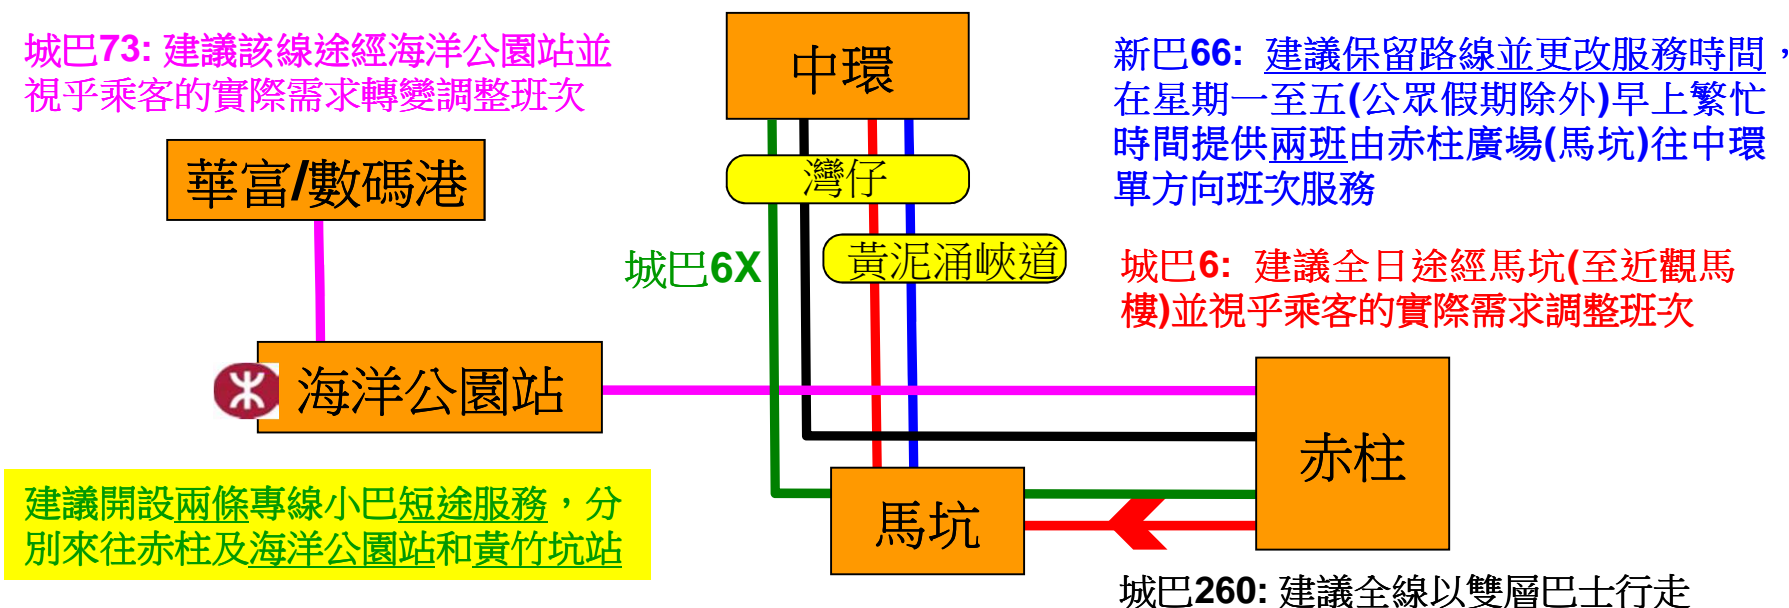 城巴73: 建議該線途經海洋公園站並
視乎乘客的實際需求轉變調整班次
中環
新巴66: 建議保留路線並更改服務時間，
在星期一至五(公眾假期除外)早上繁忙
時間提供兩班由赤柱廣場(馬坑)往中環
單方向班次服務
華富/數碼港
灣仔
城巴6X
黃泥涌峽道
城巴6: 建議全日途經馬坑(至近觀馬
樓)並視乎乘客的實際需求調整班次
海洋公園站
赤柱
建議開設兩條專線小巴短途服務，分
別來往赤柱及海洋公園站和黃竹坑站
馬坑
城巴260: 建議全線以雙層巴士行走